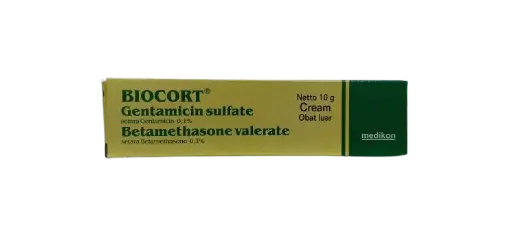 BIOCORT®
Gentamicin sulfate
setara Gentamicin 0,1%
Betamethasone valerate
setara Betamethasone 0,1%
Netto 10 g
Cream
Obat luar
medikon